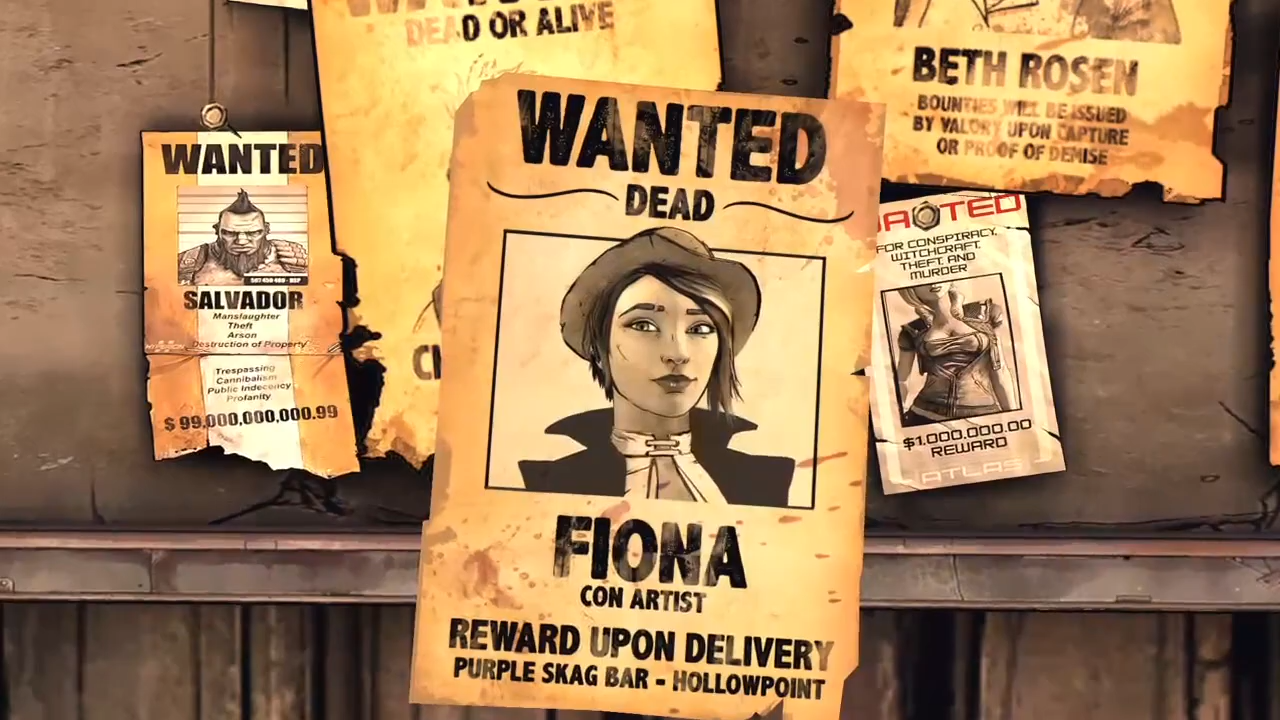 DEAD OR ALIVE
BETH ROSEN
BOUNTIES WILL BE ISSUED
BY VALORY UPON CAPTURE
OR PROOF OF DEMISE
WANTED
SALVADOR
Manslaughter
Theft
Arson
Destruction of Property
Trespassing
Cannibalism
Public Indecency
Profanity
$99,000,000,000.99
WANTED
DEAD
FIONA
CON ARTIST
REWARD UPON DELIVERY
PURPLE SKAG BAR - HOLLOWPOINT
FOR CONSPIRACY,
WITCHCRAFT,
THEFT, AND
MURDER
$1,000,000.00
REWARD
ATLAS